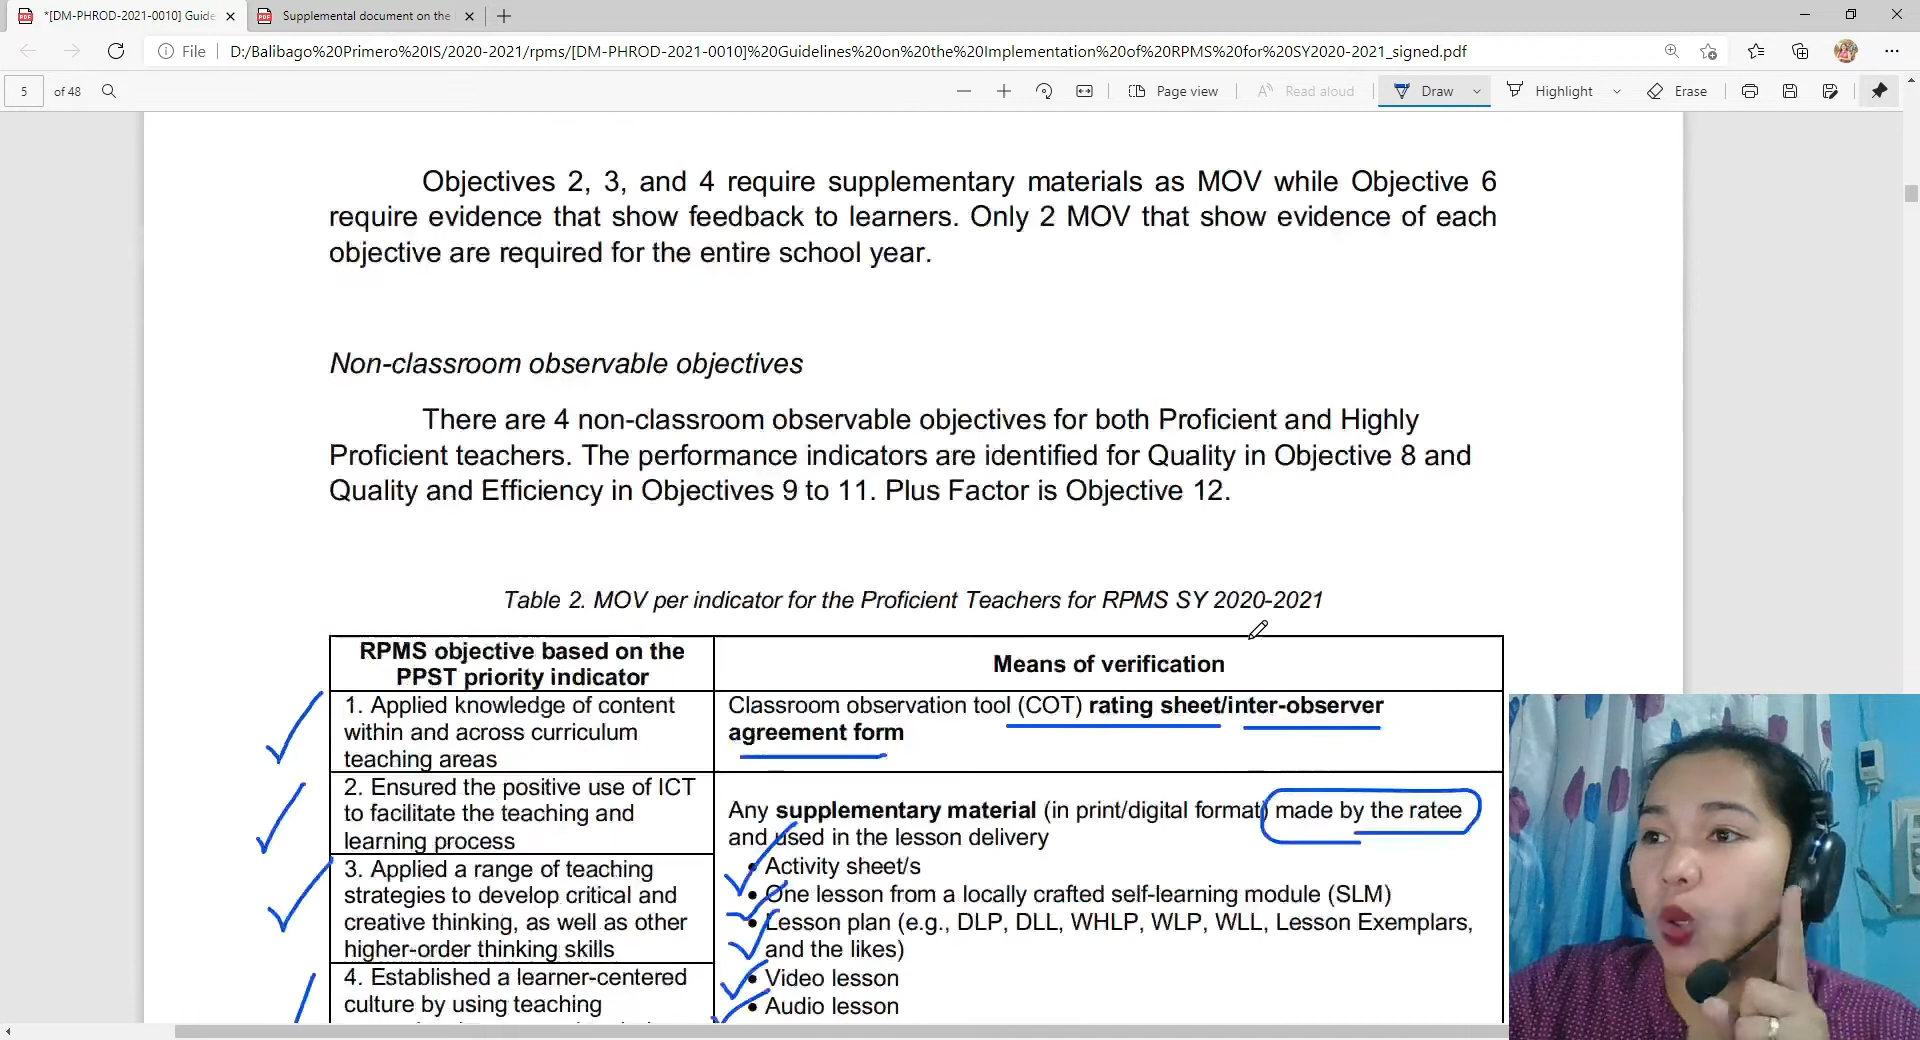 *[DM-PHROD-2021-0010] Guide
Supplemental document on the
File
D:/Balibago%20Primero%20IS/2020-2021/rpms/[DM-PHROD-2021-0010]%20Guidelines%20on%20the%20Implementation%20of%20RPMS%20for%20SY2020-2021_signed.pdf
5 of 48
Page view
Read aloud
Draw
Highlight
Erase
Objectives 2, 3, and 4 require supplementary materials as MOV while Objective 6
require evidence that show feedback to learners. Only 2 MOV that show evidence of each
objective are required for the entire school year.
Non-classroom observable objectives
There are 4 non-classroom observable objectives for both Proficient and Highly
Proficient teachers. The performance indicators are identified for Quality in Objective 8 and
Quality and Efficiency in Objectives 9 to 11. Plus Factor is Objective 12.
Table 2. MOV per indicator for the Proficient Teachers for RPMS SY 2020-2021
RPMS objective based on the
PPST priority indicator
Means of verification
1. Applied knowledge of content
within and across curriculum
teaching areas
Classroom observation tool (COT) rating sheet/inter-observer
agreement form
2. Ensured the positive use of ICT
to facilitate the teaching and
learning process
3. Applied a range of teaching
strategies to develop critical and
creative thinking, as well as other
higher-order thinking skills
4. Established a learner-centered
culture by using teaching
Any supplementary material (in print/digital format) made by the ratee
and used in the lesson delivery
• Activity sheet/s
• One lesson from a locally crafted self-learning module (SLM)
• Lesson plan (e.g., DLP, DLL, WHLP, WLP, WLL, Lesson Exemplars,
and the likes)
• Video lesson
• Audio lesson